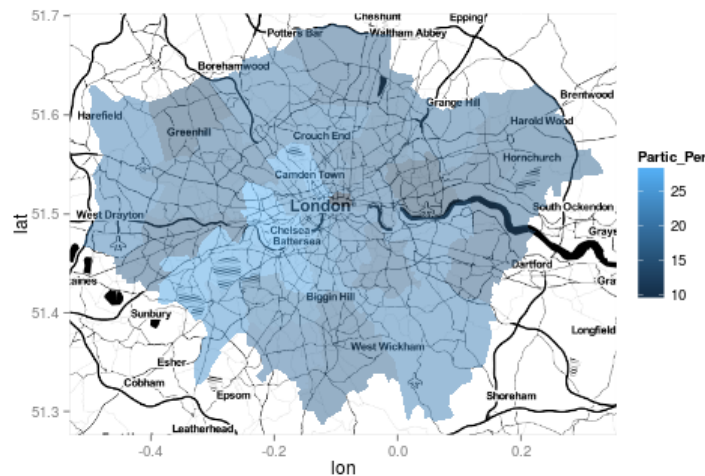 51.7
51.6
51.5
51.4
51.3
lat
-0.4
-0.2
0.0
0.2
lon
Cheshunt
Epping
Potters Bar
Waltham Abbey
Borehamwood
Brentwood
Grange Hill
Harefield
Harold Wood
Greenhill
Crouch End
Hornchurch
Camden Town
London
West Drayton
South Ockendon
Chelsea
Battersea
Grays
Dartford
aines
Gra
Biggin Hill
Sunbury
Longfield
West Wickham
Esher
Cobham
Epsom
Shoreham
Leatherhead
Partic_Per
25
20
15
10